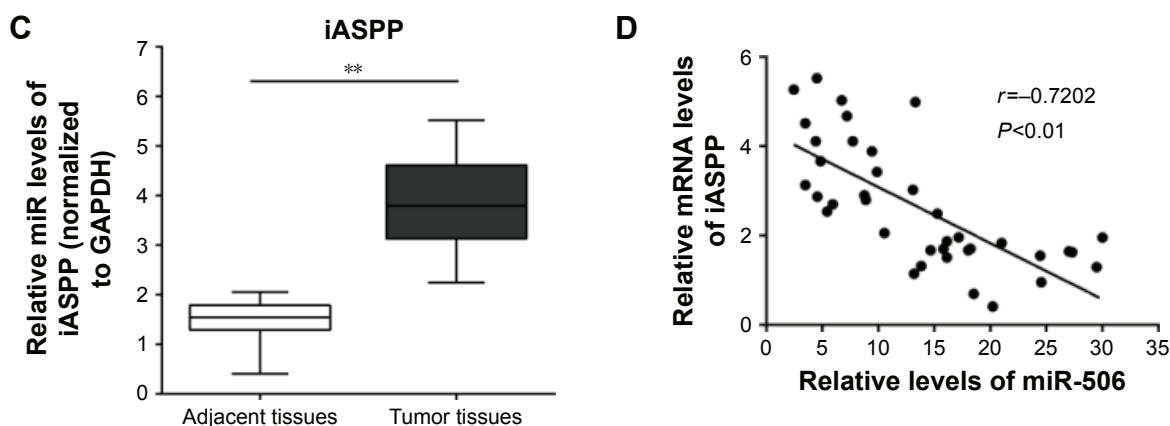 C
iASPP
Relative miR levels of
iASPP (normalized
to GAPDH)
7
6
5
4
3
2
1
0
**
Adjacent tissues
Tumor tissues
D
Relative mRNA levels
of iASPP
6
4
2
0
r=–0.7202
P<0.01
0 5 10 15 20 25 30 35
Relative levels of miR-506